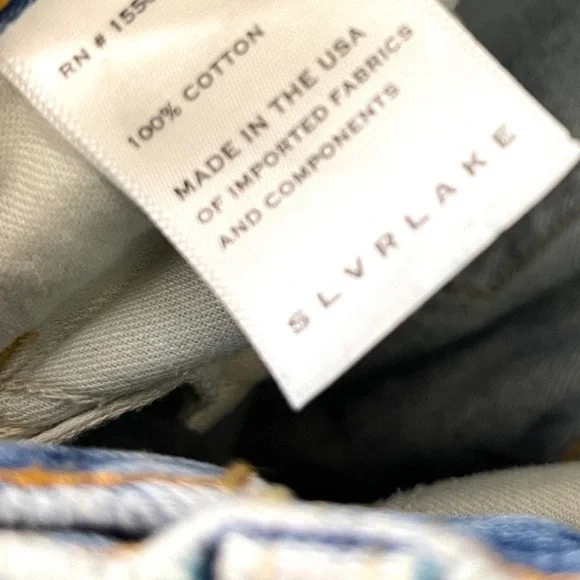 RN # 155
100% COTTON
MADE IN THE USA
OF IMPORTED FABRICS
AND COMPONENTS
SLVRLAKE